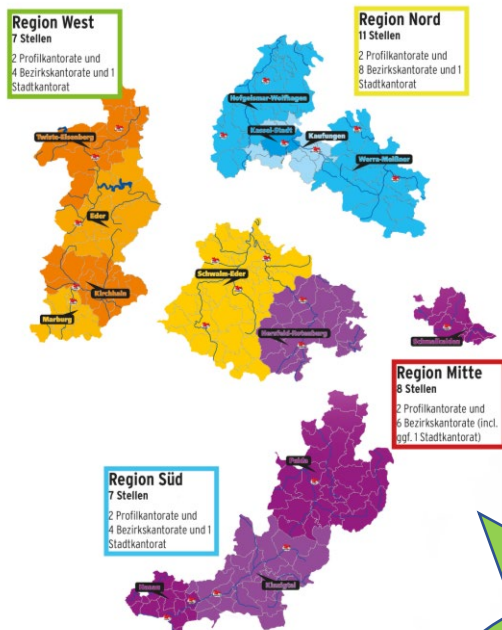 Region West
7 Stellen
2 Profilkantorate und
4 Bezirkskantorate und 1
Stadtkantorat
Region Nord
11 Stellen
2 Profilkantorate und
8 Bezirkskantorate und 1
Stadtkantorat
Hofgeismar-Wolfhagen
Twiste-Eisenberg
Kassel-Stadt
Kaufungen
Werra-Meißner
Eder
Schwalm-Eder
Kirchhain
Marburg
Hersfeld-Rotenburg
Schmalkalden
Region Mitte
8 Stellen
2 Profilkantorate und
6 Bezirkskantorate (incl.
ggf. 1 Stadtkantorat)
Region Süd
7 Stellen
2 Profilkantorate und
4 Bezirkskantorate und 1
Stadtkantorat
Fulda
Hanau
Kinzigtal